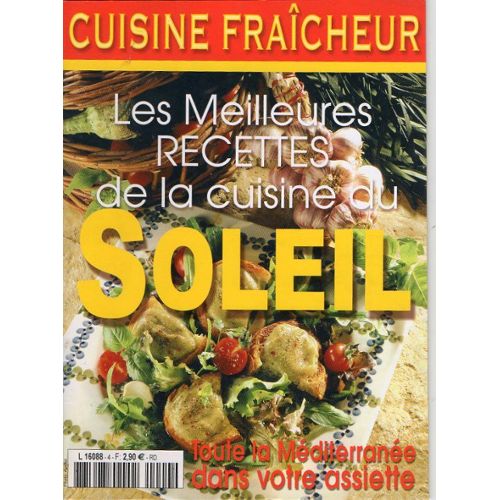 CUISINE FRAÎCHEUR
Les Meilleures
RECETTES
de la cuisine du
SOLEIL
L 16088 - 4 - F: 2,90 € - RD
Toute la Méditerranée
dans votre assiette